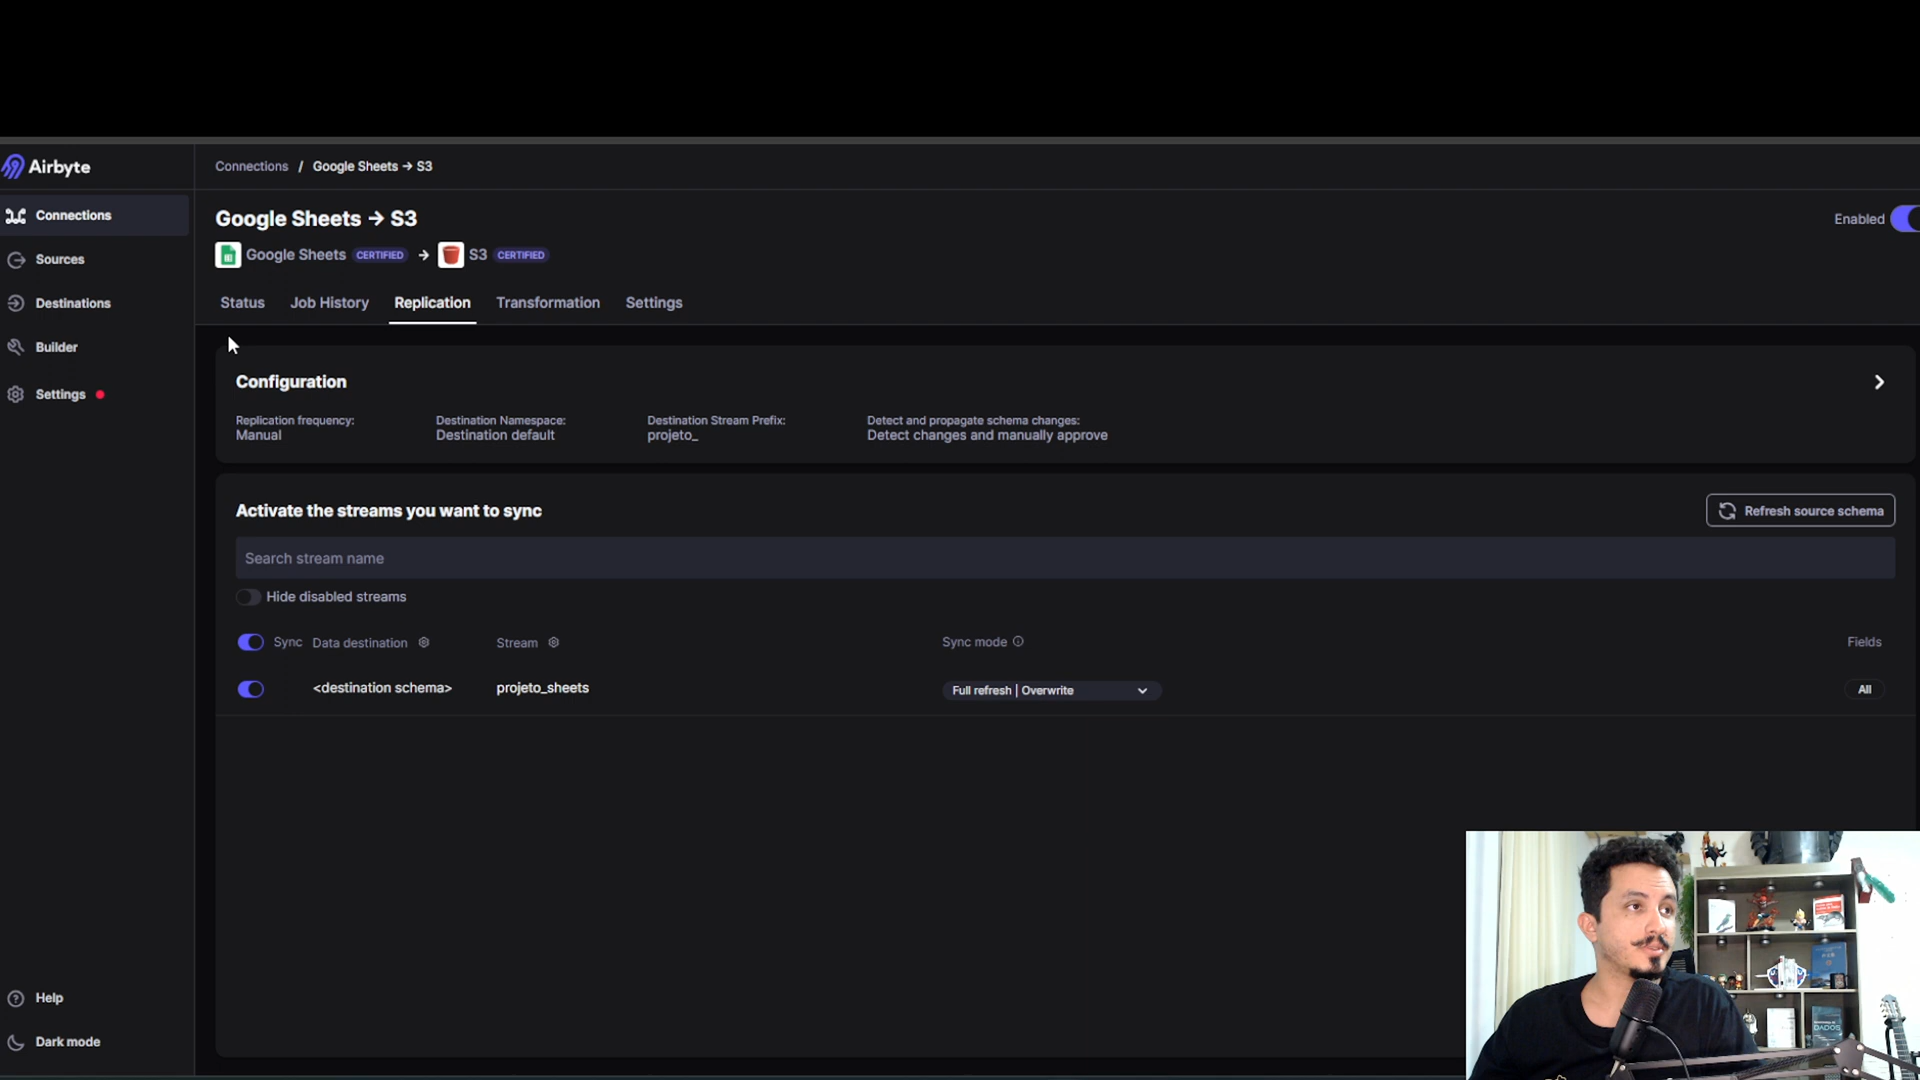 Airbyte
Connections / Google Sheets → S3
Connections
Sources
Destinations
Builder
Settings
Google Sheets → S3
Enabled
Google Sheets CERTIFIED → S3 CERTIFIED
Status Job History Replication Transformation Settings
Configuration
Replication frequency: Destination Namespace: Destination Stream Prefix: Detect and propagate schema changes:
Manual Destination default projeto_ Detect changes and manually approve
Activate the streams you want to sync
Refresh source schema
Search stream name
Hide disabled streams
Sync Data destination Stream Sync mode Fields
<destination schema> projeto_sheets Full refresh | Overwrite All
Help
Dark mode
DADOS